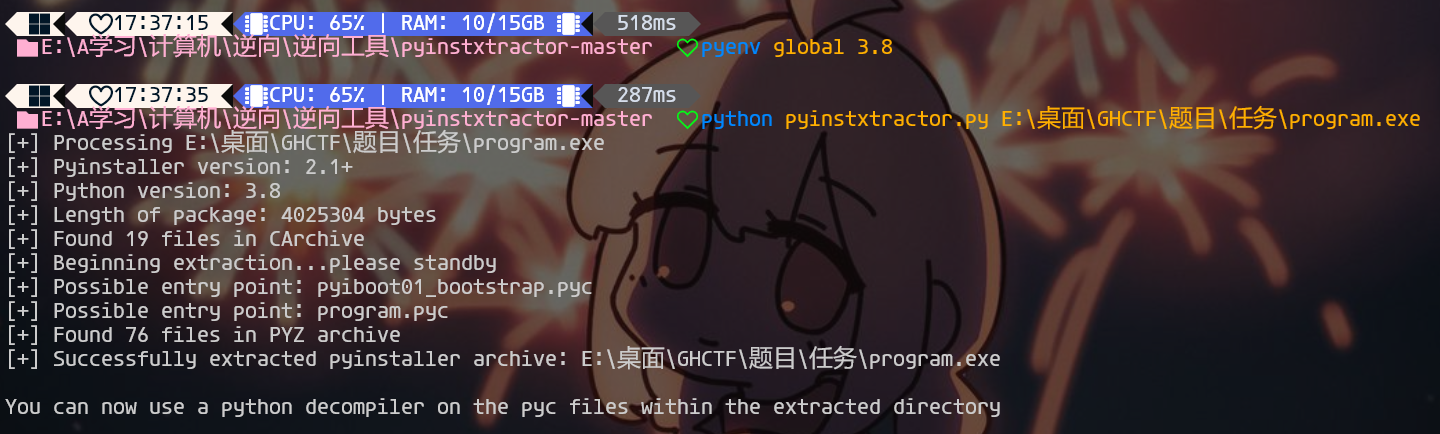 17:37:15 CPU: 65% | RAM: 10/15GB 518ms
E:\A学习\计算机\逆向\逆向工具\pyinstxtractor-master ♡pyenv global 3.8
17:37:35 CPU: 65% | RAM: 10/15GB 287ms
E:\A学习\计算机\逆向\逆向工具\pyinstxtractor-master ♡python pyinstxtractor.py E:\桌面\GHCTF\题目\任务\program.exe
[+] Processing E:\桌面\GHCTF\题目\任务\program.exe
[+] Pyinstaller version: 2.1+
[+] Python version: 3.8
[+] Length of package: 4025304 bytes
[+] Found 19 files in CArchive
[+] Beginning extraction...please standby
[+] Possible entry point: pyiboot01_bootstrap.pyc
[+] Possible entry point: program.pyc
[+] Found 76 files in PYZ archive
[+] Successfully extracted pyinstaller archive: E:\桌面\GHCTF\题目\任务\program.exe
You can now use a python decompiler on the pyc files within the extracted directory